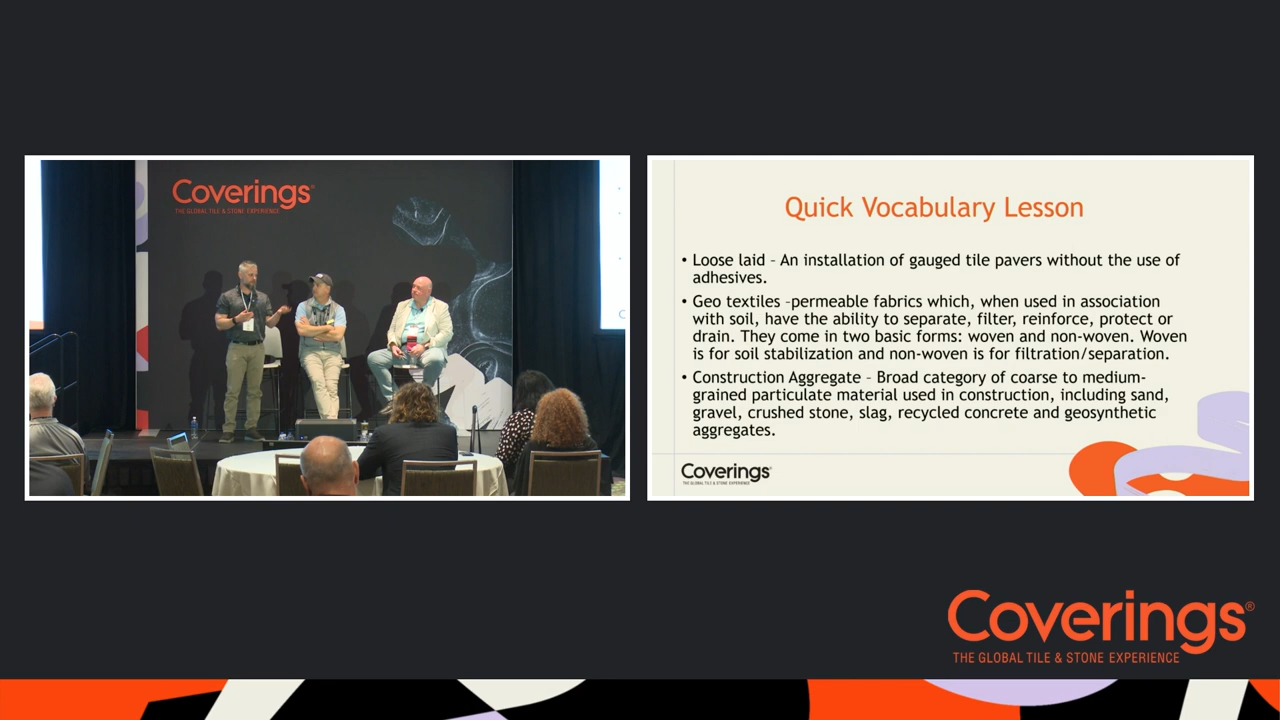 Coverings®
THE GLOBAL TILE & STONE EXPERIENCE
Quick Vocabulary Lesson
• Loose laid – An installation of gauged tile pavers without the use of
adhesives.
• Geo textiles –permeable fabrics which, when used in association
with soil, have the ability to separate, filter, reinforce, protect or
drain. They come in two basic forms: woven and non-woven. Woven
is for soil stabilization and non-woven is for filtration/separation.
• Construction Aggregate – Broad category of coarse to medium-
grained particulate material used in construction, including sand,
gravel, crushed stone, slag, recycled concrete and geosynthetic
aggregates.
Coverings®
THE GLOBAL TILE & STONE EXPERIENCE
Coverings®
THE GLOBAL TILE & STONE EXPERIENCE